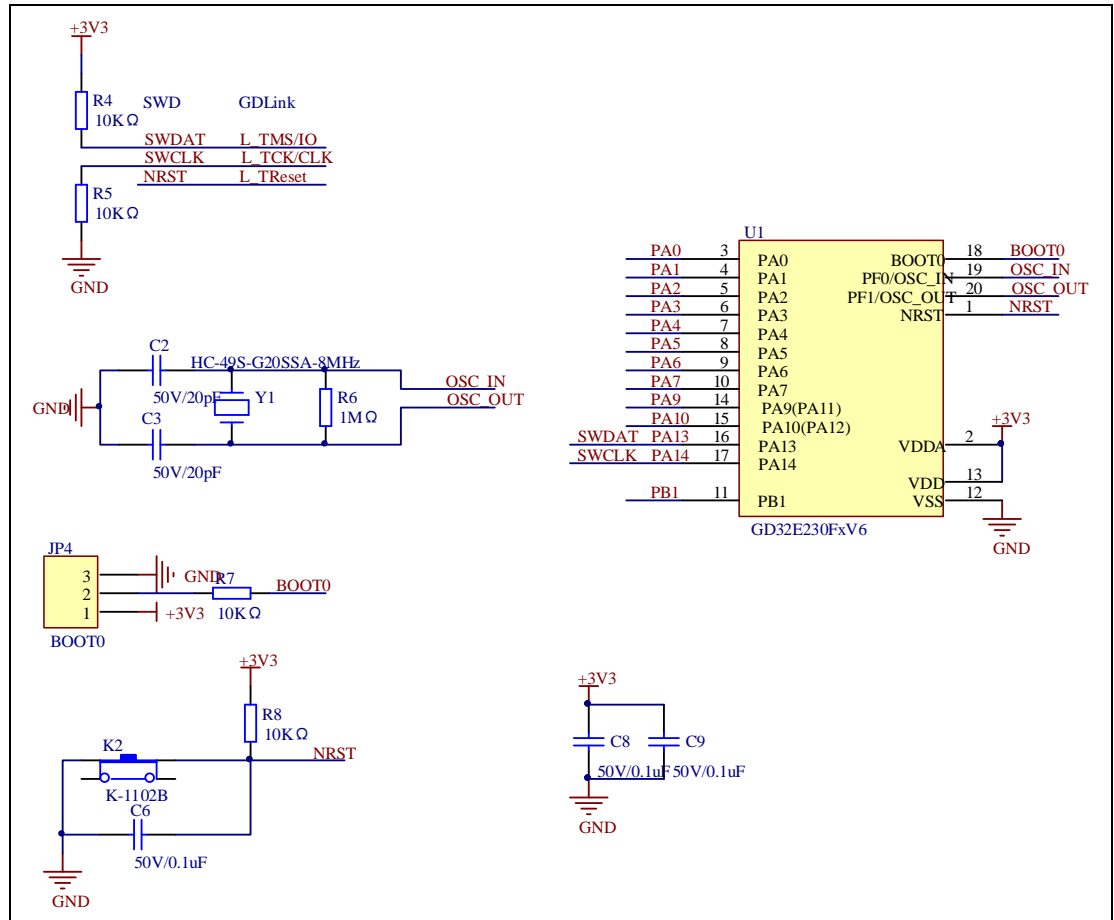 +3V3
R4 SWD GDLink
10KΩ
SWDAT L_TMS/IO
SWCLK L_TCK/CLK
NRST L_TReset
R5
10KΩ
GND
C2
HC-49S-G20SSA-8MHz
50V/20pF
Y1
R6
1MΩ
OSC_IN
OSC_OUT
GND
C3
50V/20pF
JP4
3 GND
2 R7 BOOT0
10KΩ
1 +3V3
BOOT0
+3V3
R8
10KΩ
K2
NRST
K-1102B
C6
50V/0.1uF
GND
U1
PA0 3 PA0 BOOT0 18 BOOT0
PA1 4 PA1 PF0/OSC_IN 19 OSC_IN
PA2 5 PA2 PF1/OSC_OUT 20 OSC_OUT
PA3 6 PA3 NRST 1 NRST
PA4 7 PA4
PA5 8 PA5
PA6 9 PA6
PA7 10 PA7
PA9 14 PA9(PA11)
PA10 15 PA10(PA12)
+3V3
SWDAT PA13 16 PA13 VDDA 2
SWCLK PA14 17 PA14
VDD 13
PB1 11 PB1 VSS 12
GD32E230FxV6
GND
+3V3
C8 C9
50V/0.1uF 50V/0.1uF
GND